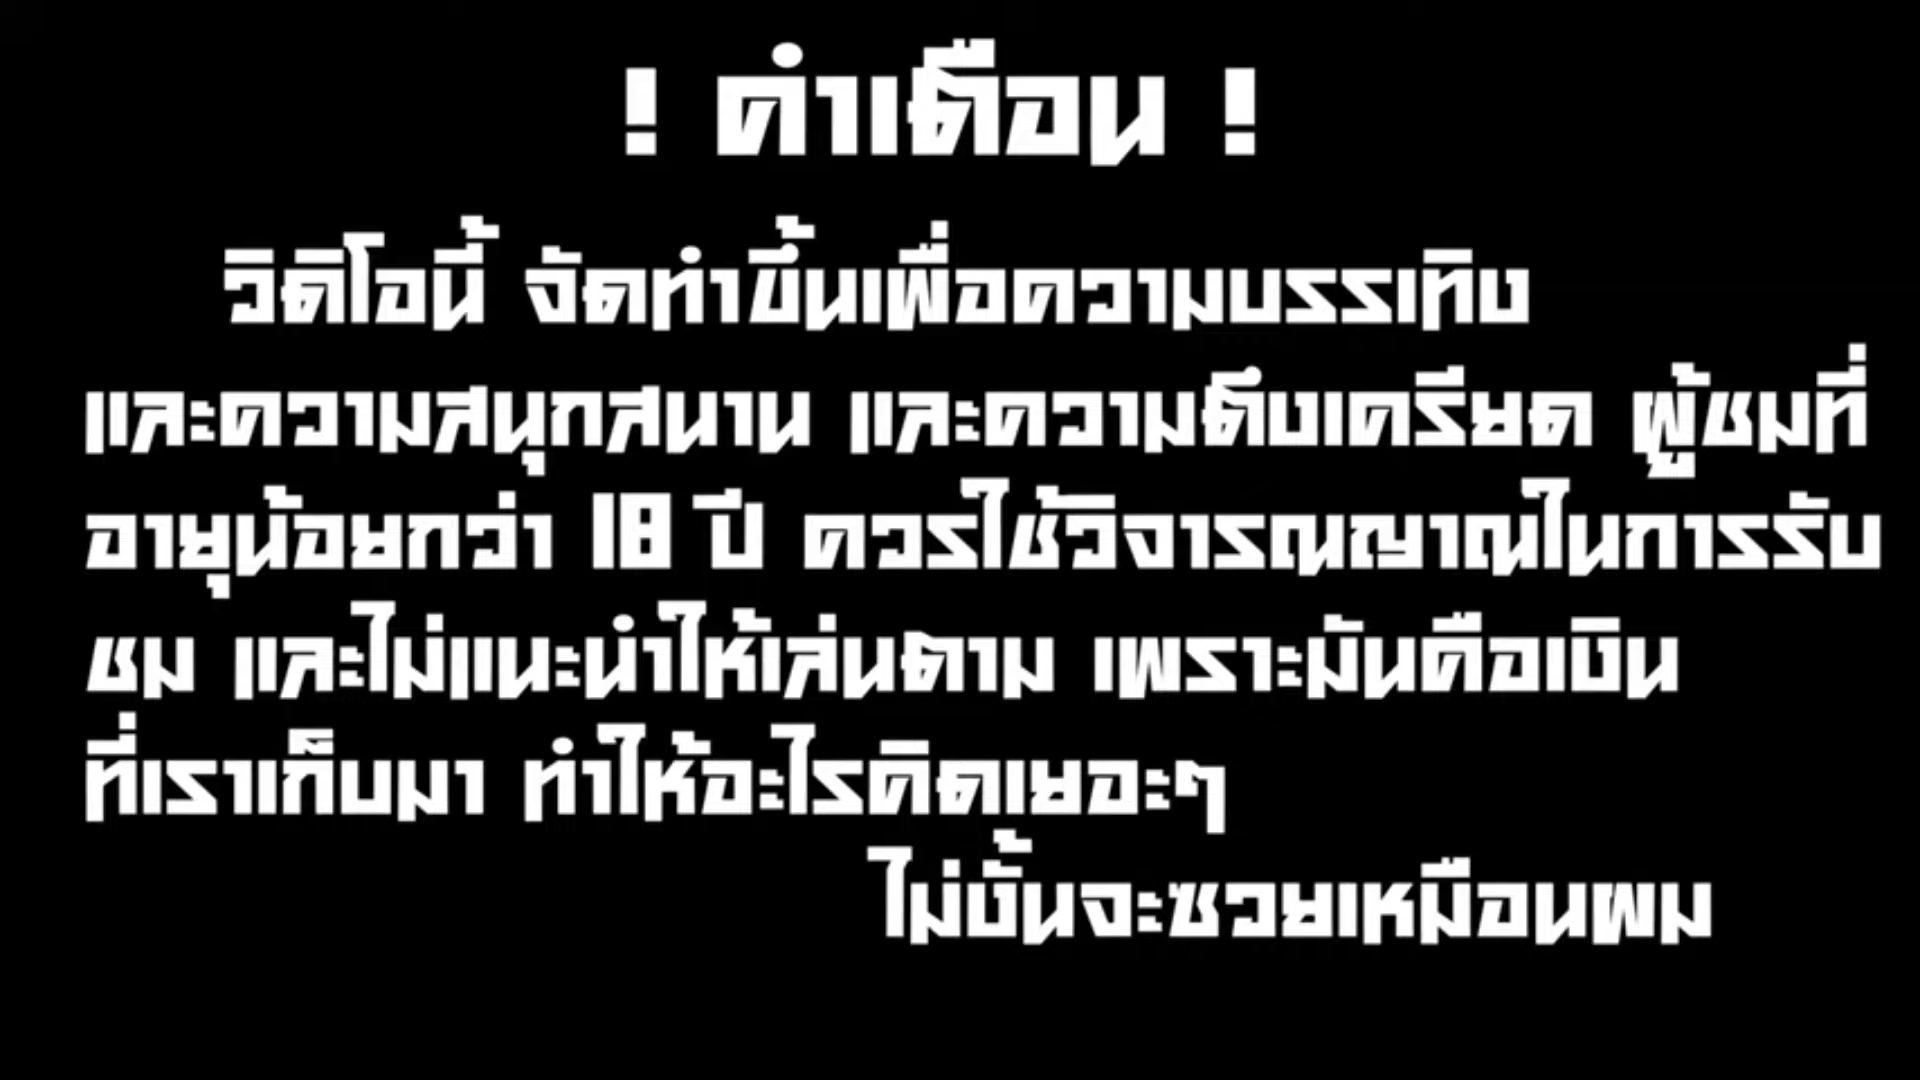 ! คำเตือน !
วิดิโอนี้ จัดทำขึ้นเพื่อความบรรเทิง
และความสนุกสนาน และความตึงเครียด ผู้ชมที่
อายุน้อยกว่า 18 ปี ควรใช้วิจารณญาณในการรับ
ชม และไม่แนะนำให้เล่นตาม เพราะมันคือเงิน
ที่เราเก็บมา ทำให้อะไรคิดเยอะๆ
ไม่งั้นจะซวยเหมือนผม